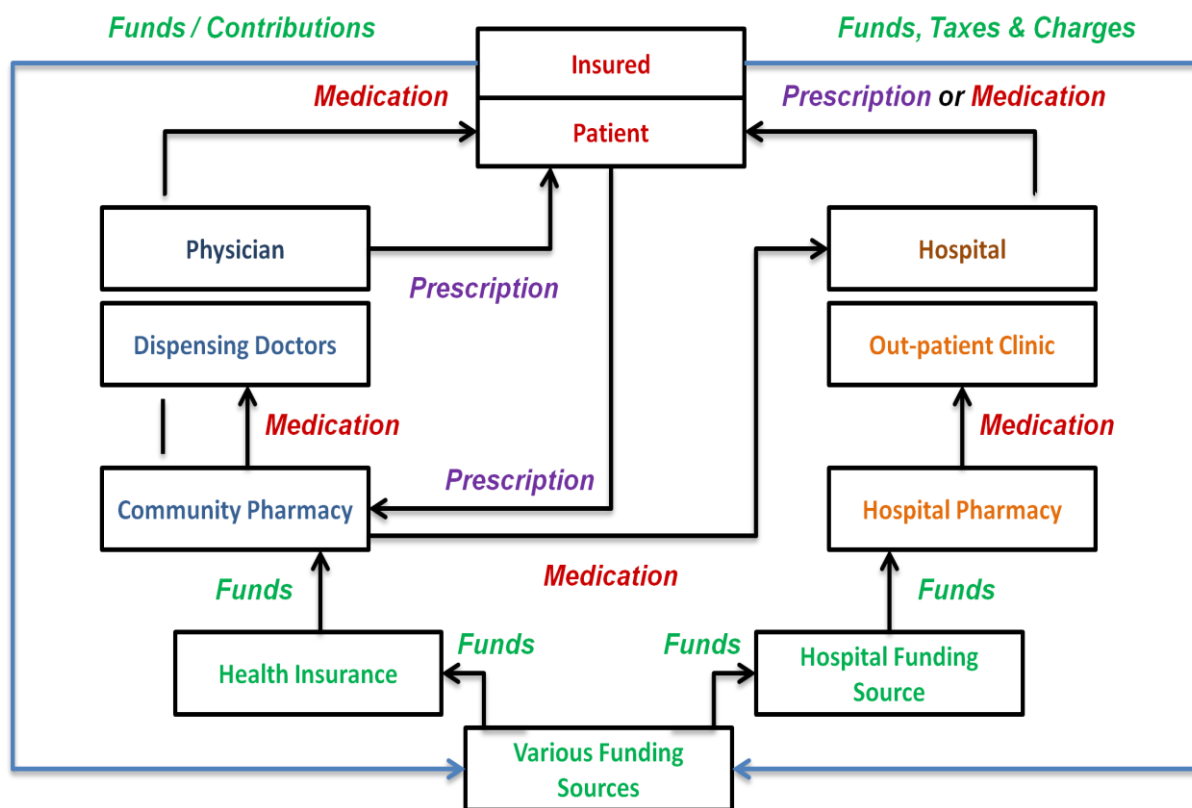 Funds / Contributions
Funds, Taxes & Charges
Insured
Medication
Prescription or Medication
Patient
Physician
Hospital
Prescription
Dispensing Doctors
Out-patient Clinic
Medication
Medication
Prescription
Community Pharmacy
Hospital Pharmacy
Medication
Funds
Funds
Funds
Funds
Health Insurance
Hospital Funding
Source
Various Funding
Sources